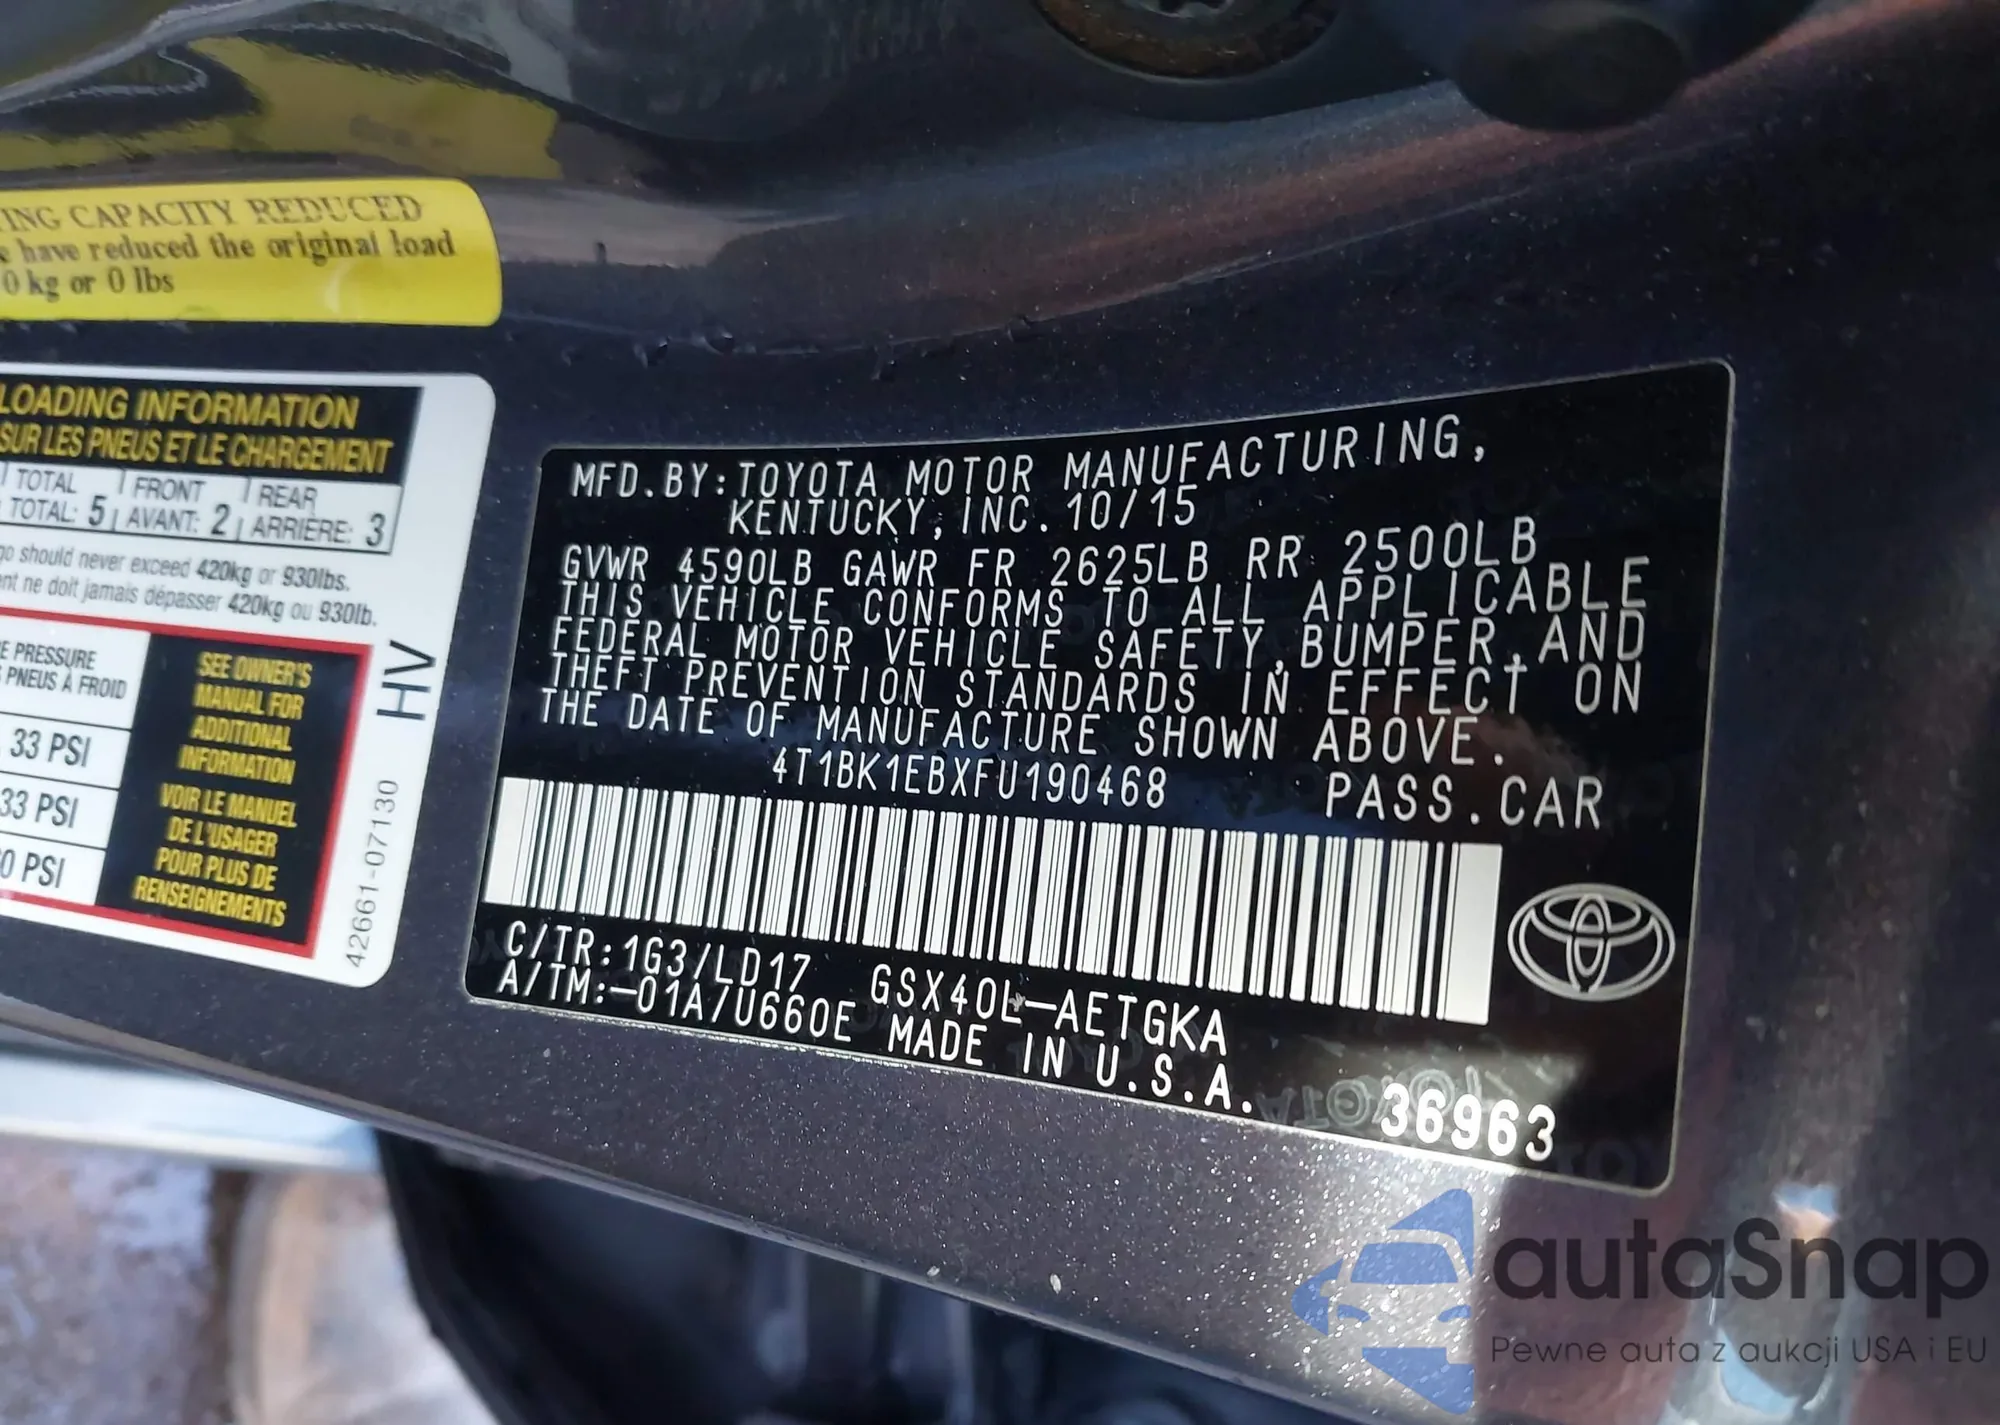 ING CAPACITY REDUCED
e have reduced the original load
0 kg or 0 lbs
LOADING INFORMATION
SUR LES PNEUS ET LE CHARGEMENT
TOTAL | FRONT | REAR
TOTAL: 5 | AVANT: 2 | ARRIÈRE: 3
go should never exceed 420kg or 930lbs.
ent ne doit jamais dépasser 420kg ou 930lb.
E PRESSURE
PNEUS À FROID
33 PSI
33 PSI
0 PSI
SEE OWNER'S
MANUAL FOR
ADDITIONAL
INFORMATION
VOIR LE MANUEL
DE L'USAGER
POUR PLUS DE
RENSEIGNEMENTS
HV
42661-07130
MFD.BY:TOYOTA MOTOR MANUFACTURING,
KENTUCKY, INC. 10/15
GVWR 4590LB GAWR FR 2625LB RR 2500LB
THIS VEHICLE CONFORMS TO ALL APPLICABLE
FEDERAL MOTOR VEHICLE SAFETY,BUMPER,AND
THEFT PREVENTION STANDARDS IN EFFECT ON
THE DATE OF MANUFACTURE SHOWN ABOVE.
4T1BK1EBXFU190468 PASS.CAR
C/TR:1G3/LD17 GSX40L-AETGKA
A/TM:-01A/U660E MADE IN U.S.A.
36963
autaSnap
Pewne auta z aukcji USA i EU